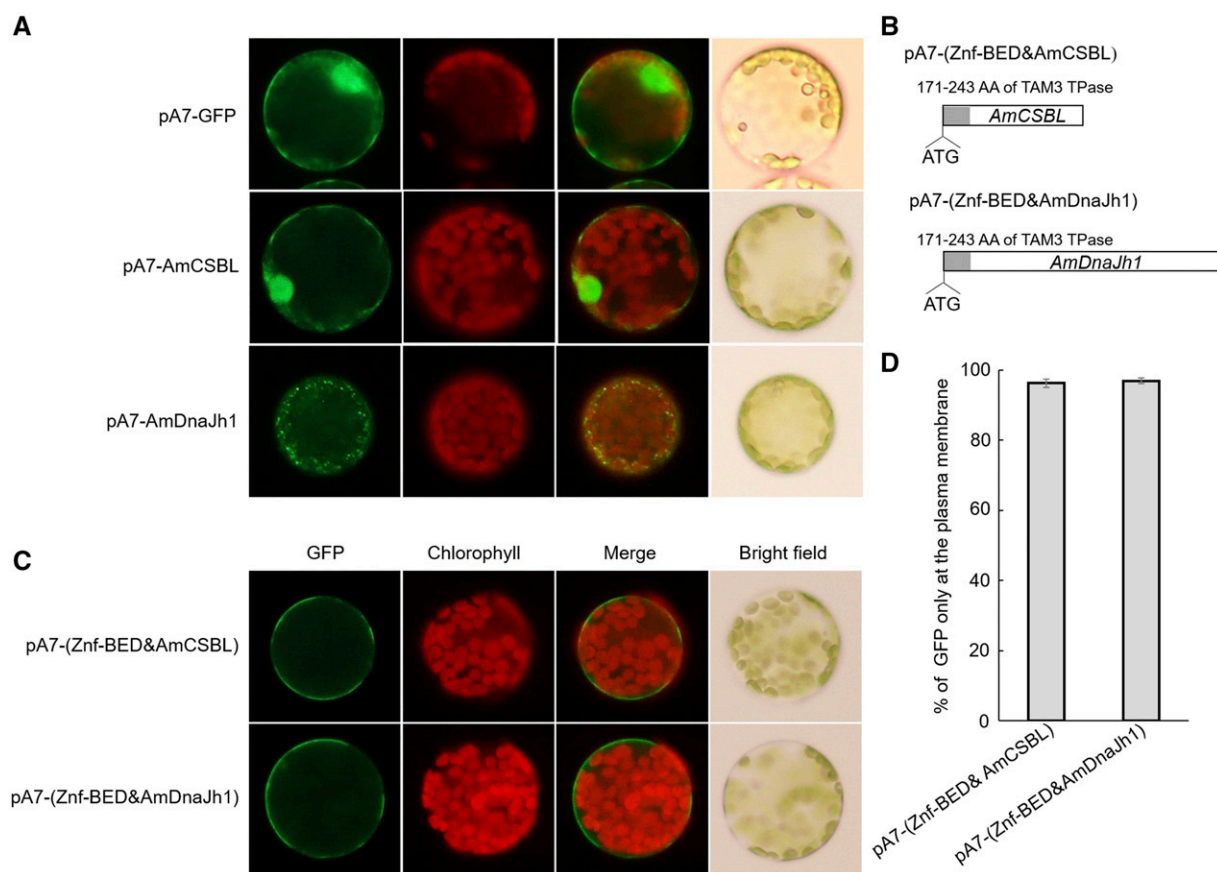 A
pA7-GFP
pA7-AmCSBL
pA7-AmDnaJh1
B
pA7-(Znf-BED&AmCSBL)
171-243 AA of TAM3 TPase
AmCSBL
ATG
pA7-(Znf-BED&AmDnaJh1)
171-243 AA of TAM3 TPase
AmDnaJh1
ATG
C
GFP Chlorophyll Merge Bright field
pA7-(Znf-BED&AmCSBL)
pA7-(Znf-BED&AmDnaJh1)
D
% of GFP only at the plasma membrane
100
80
60
40
20
0
pA7-(Znf-BED& AmCSBL)
pA7-(Znf-BED&AmDnaJh1)